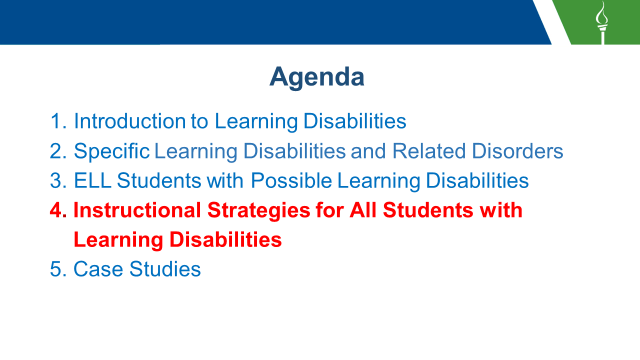 Agenda
1. Introduction to Learning Disabilities
2. Specific Learning Disabilities and Related Disorders
3. ELL Students with Possible Learning Disabilities
4. Instructional Strategies for All Students with
Learning Disabilities
5. Case Studies